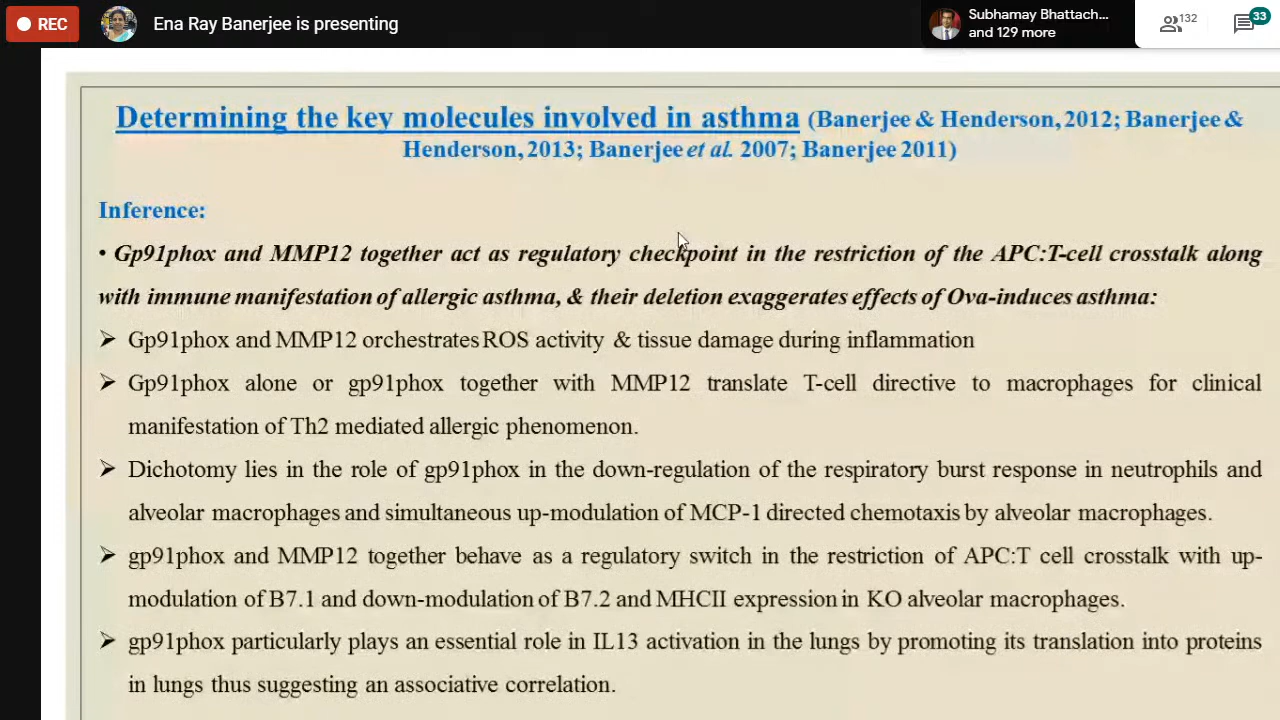 REC
Ena Ray Banerjee is presenting
Subhamay Bhattach...
and 129 more
132
33
Determining the key molecules involved in asthma (Banerjee & Henderson, 2012; Banerjee &
Henderson, 2013; Banerjee et al. 2007; Banerjee 2011)
Inference:
• Gp91phox and MMP12 together act as regulatory checkpoint in the restriction of the APC:T-cell crosstalk along
with immune manifestation of allergic asthma, & their deletion exaggerates effects of Ova-induces asthma:
➢ Gp91phox and MMP12 orchestrates ROS activity & tissue damage during inflammation
➢ Gp91phox alone or gp91phox together with MMP12 translate T-cell directive to macrophages for clinical
manifestation of Th2 mediated allergic phenomenon.
➢ Dichotomy lies in the role of gp91phox in the down-regulation of the respiratory burst response in neutrophils and
alveolar macrophages and simultaneous up-modulation of MCP-1 directed chemotaxis by alveolar macrophages.
➢ gp91phox and MMP12 together behave as a regulatory switch in the restriction of APC:T cell crosstalk with up-
modulation of B7.1 and down-modulation of B7.2 and MHCII expression in KO alveolar macrophages.
➢ gp91phox particularly plays an essential role in IL13 activation in the lungs by promoting its translation into proteins
in lungs thus suggesting an associative correlation.